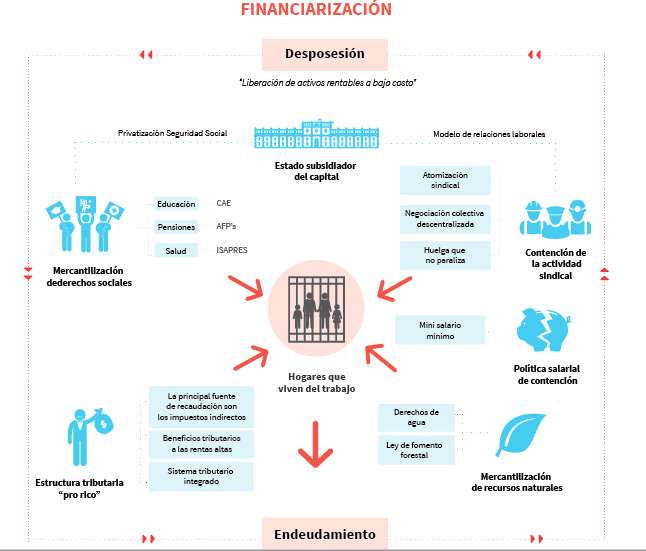 FINANCIARIZACIÓN
Desposesión
"Liberación de activos rentables a bajo costo"
Privatización Seguridad Social
Modelo de relaciones laborales
Estado subsidiador
del capital
Educación
CAE
Pensiones
AFP's
Salud
ISAPRES
Mercantilización
dederechos sociales
Atomización
sindical
Negociación colectiva
descentralizada
Huelga que
no paraliza
Contención de
la actividad
sindical
Mini salario
mínimo
Política salarial
de contención
Hogares que
viven del trabajo
La principal fuente
de recaudación son
los impuestos indirectos
Beneficios tributarios
a las rentas altas
Sistema tributario
integrado
Estructura tributaria
"pro rico"
Derechos de
agua
Ley de fomento
forestal
Mercantilización
de recursos naturales
Endeudamiento